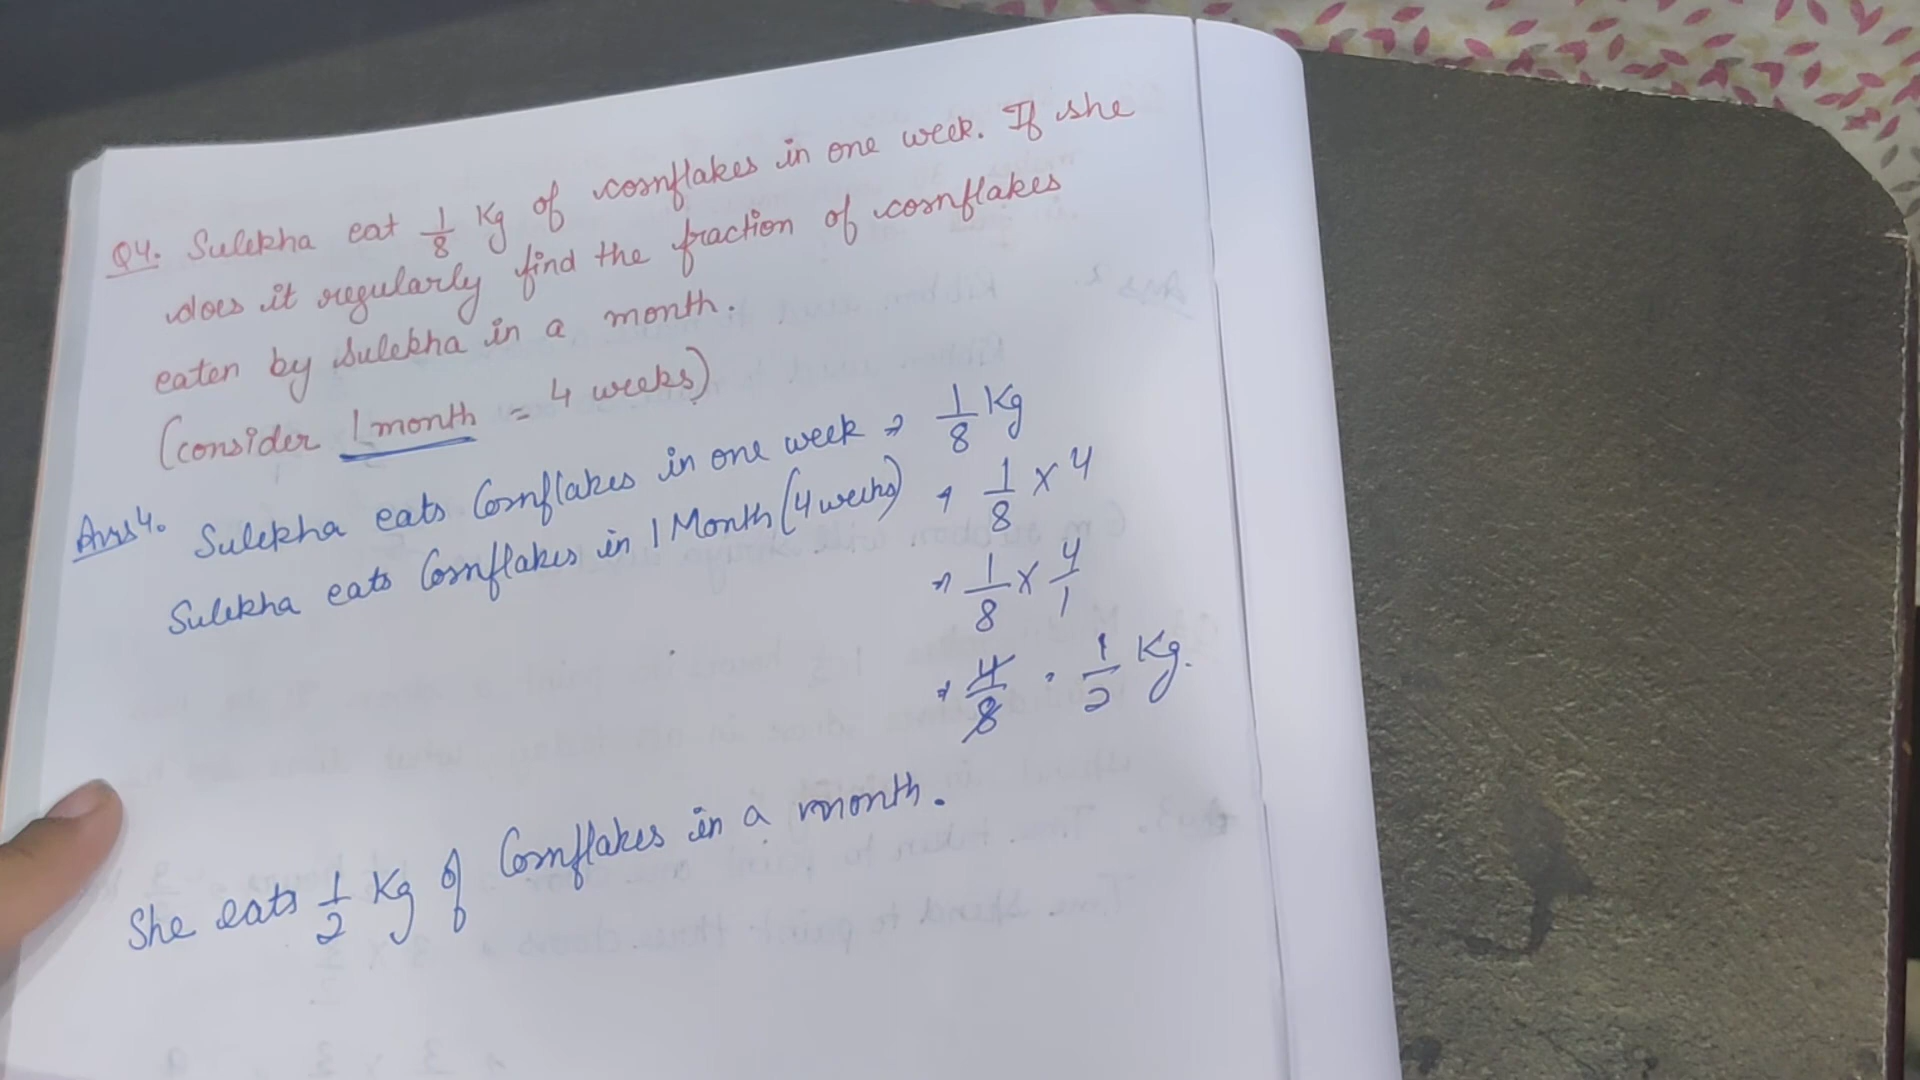 Q4. Sulekha eat 1/8 Kg of cornflakes in one week. If she
does it regularly find the fraction of cornflakes
eaten by Sulekha in a month.
(consider 1 month = 4 weeks)
Ans4. Sulekha eats Cornflakes in one week ⇒ 1/8 Kg
Sulekha eats Cornflakes in 1 Month (4 weeks) ⇒ 1/8 x 4
⇒ 1/8 x 4/1
⇒ 4/8 = 1/2 Kg.
She eats 1/2 Kg of Cornflakes in a month.